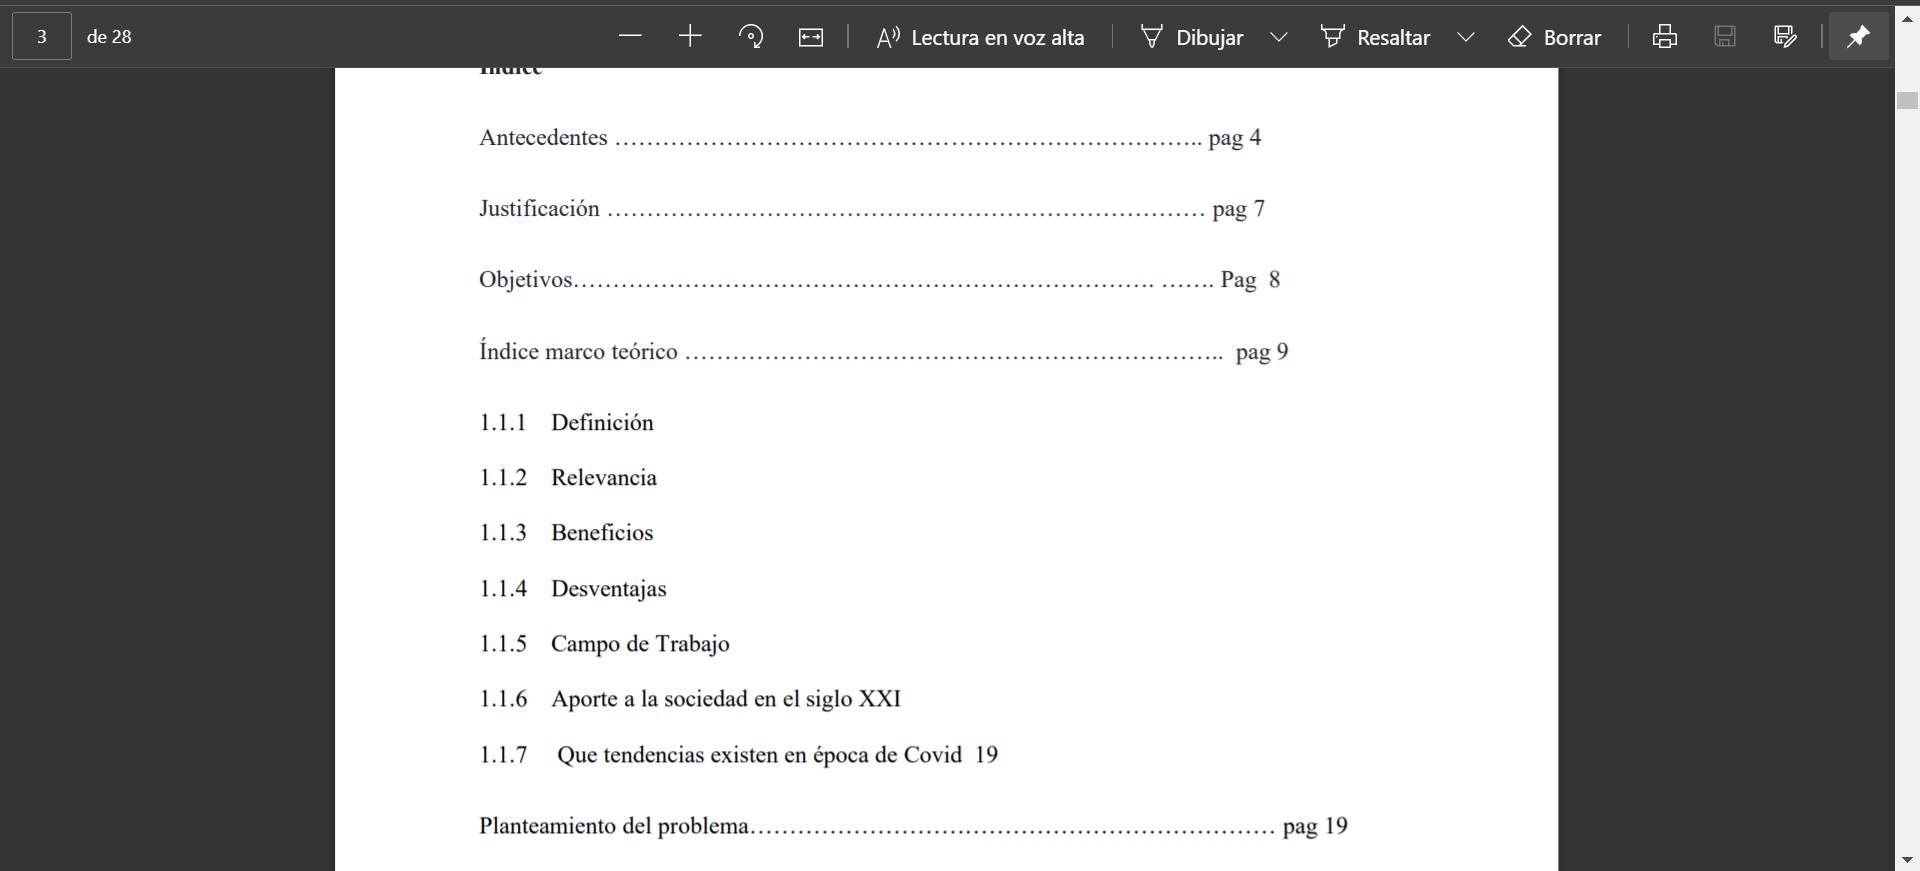 3 de 28 Lectura en voz alta Dibujar Resaltar Borrar
Índice
Antecedentes ……………………………………………………………….. pag 4
Justificación ………………………………………………………………… pag 7
Objetivos………………………………………………………………. ……. Pag  8
Índice marco teórico ………………………………………………………….. pag 9
1.1.1 Definición
1.1.2 Relevancia
1.1.3 Beneficios
1.1.4 Desventajas
1.1.5 Campo de Trabajo
1.1.6 Aporte a la sociedad en el siglo XXI
1.1.7 Que tendencias existen en época de Covid  19
Planteamiento del problema………………………………………………………… pag 19